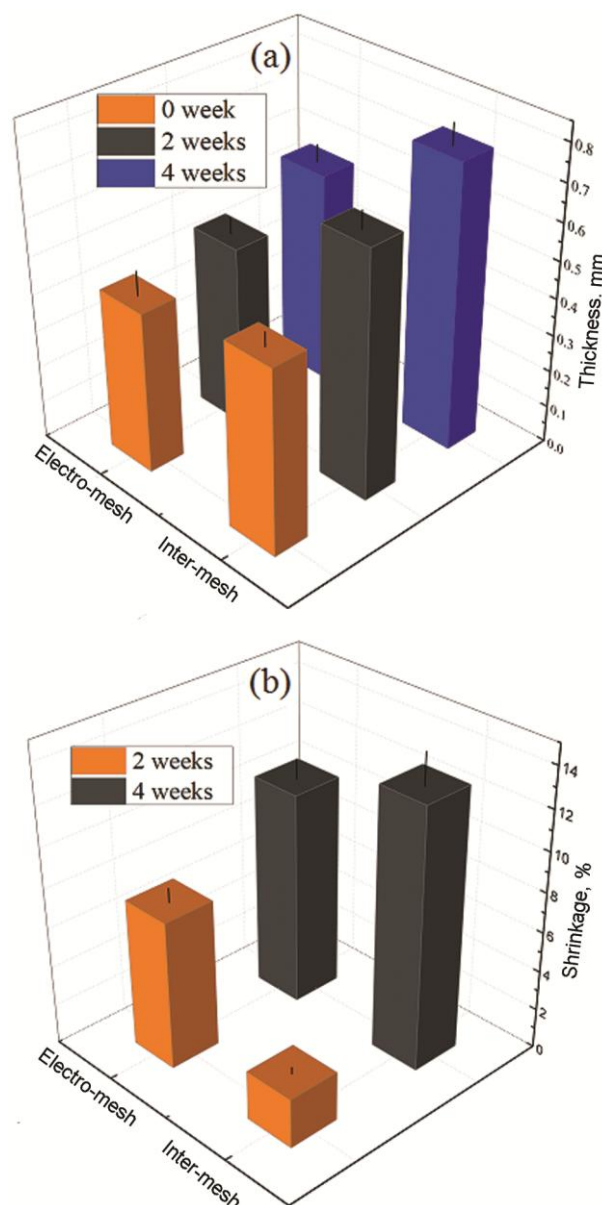 (a)
0 week
2 weeks
4 weeks
0.8
0.7
0.6
0.5
0.4
0.3
0.2
0.1
0.0
Thickness. mm
Electro-mesh
Inter-mesh
(b)
2 weeks
4 weeks
14
12
10
8
6
4
2
0
Shrinkage, %
Electro-mesh
Inter-mesh